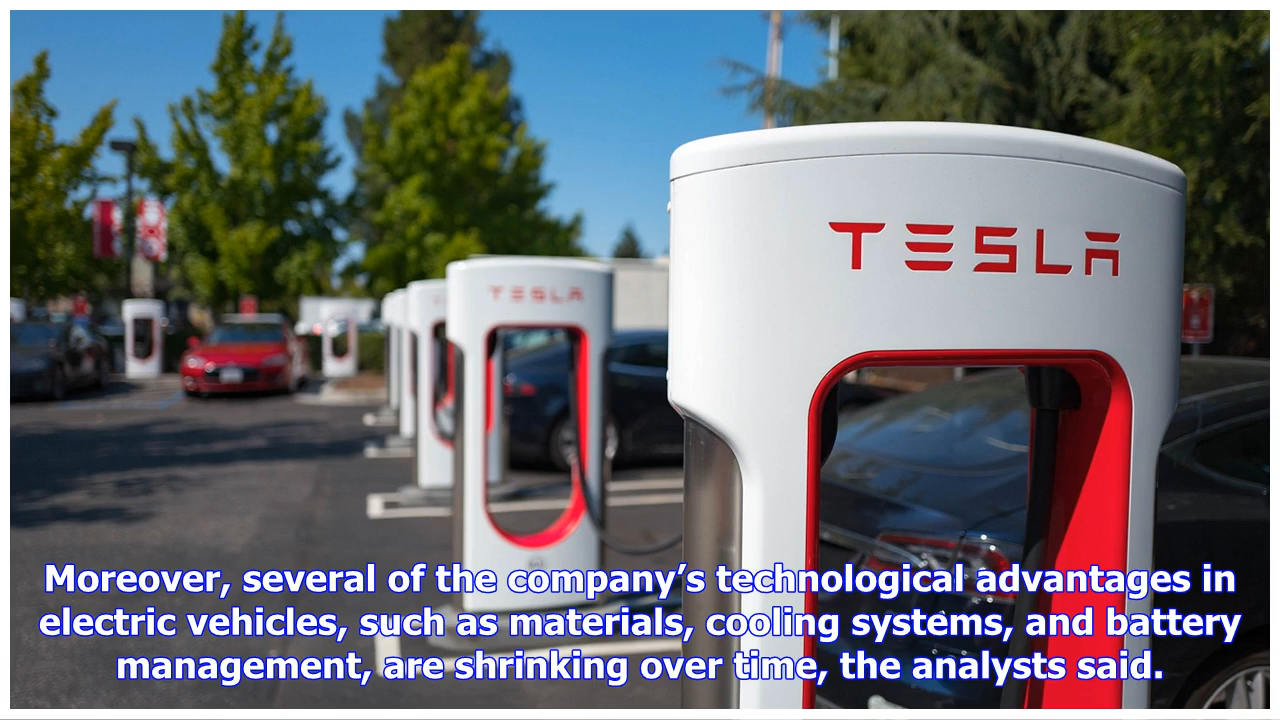 TESLA
TESLA
Moreover, several of the company’s technological advantages in
electric vehicles, such as materials, cooling systems, and battery
management, are shrinking over time, the analysts said.